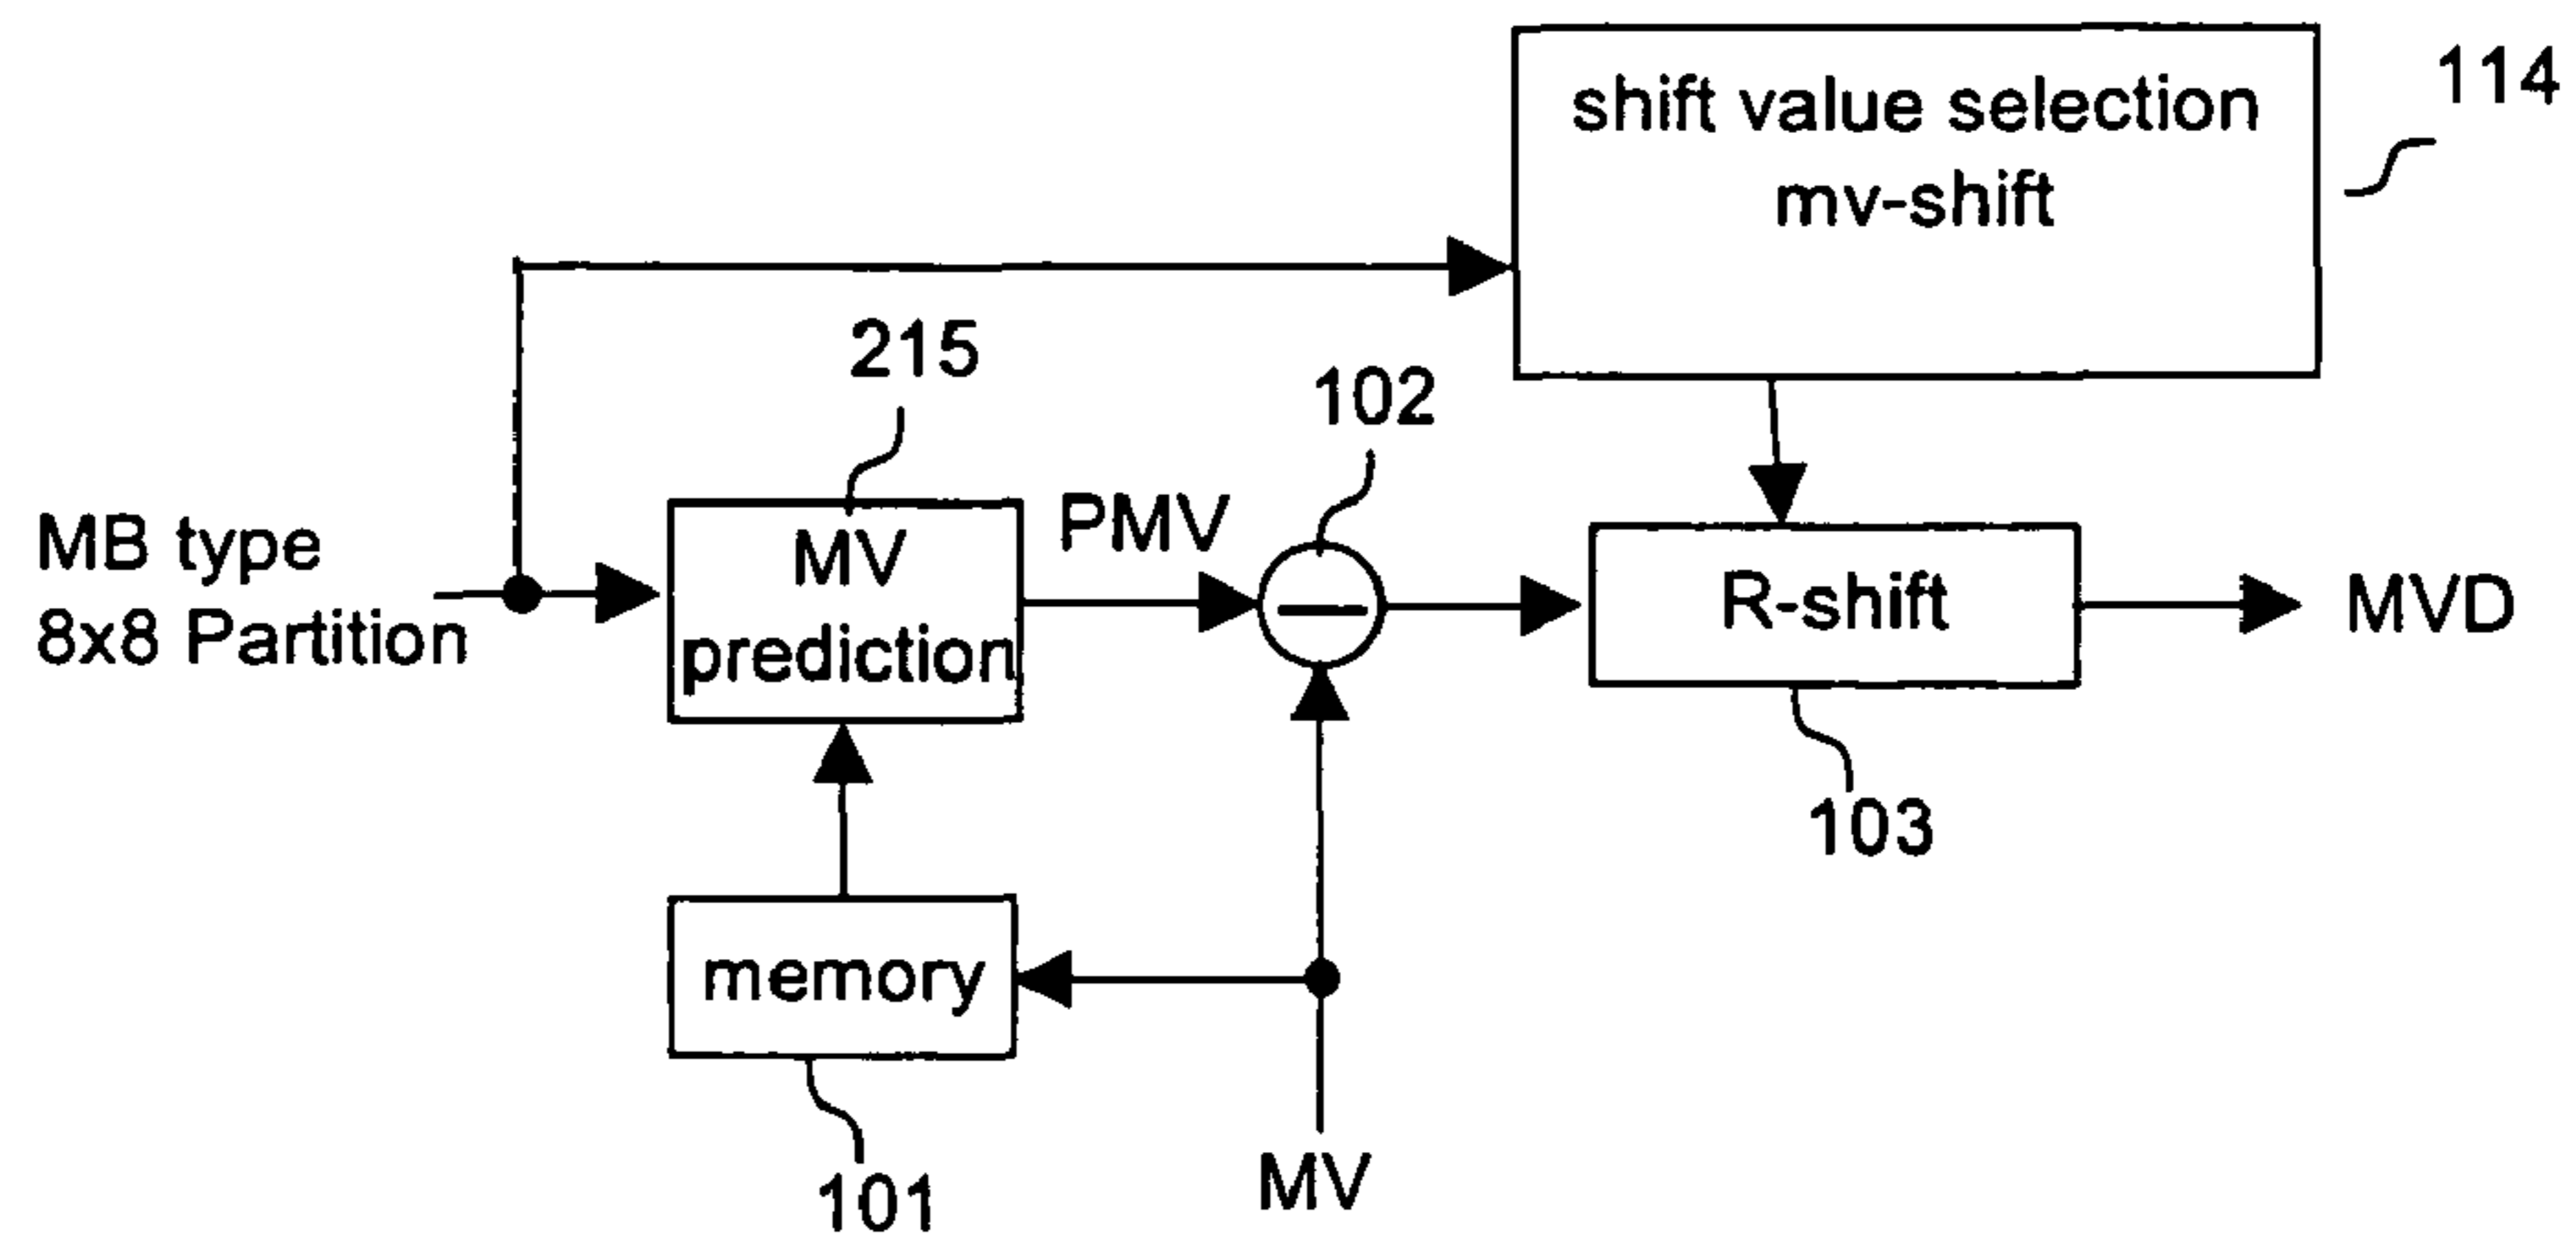 shift value selection
mv-shift
114
215
102
MB type
8x8 Partition
MV
prediction
PMV
R-shift
MVD
103
memory
101
MV